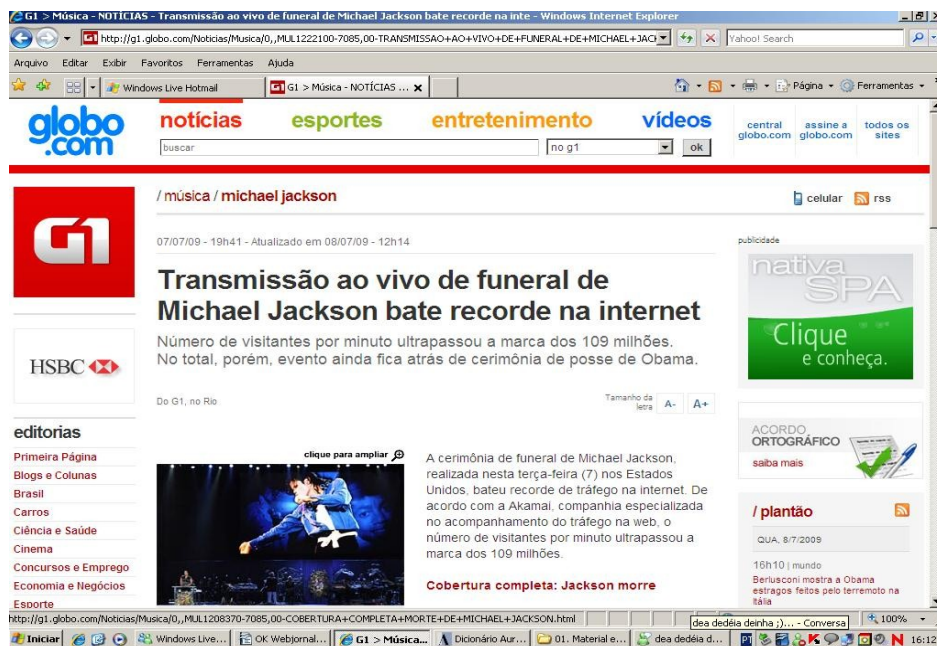 G1 > Música - NOTÍCIAS - Transmissão ao vivo de funeral de Michael Jackson bate recorde na inte - Windows Internet Explorer
http://g1.globo.com/Noticias/Musica/0,,MUL1222100-7085,00-TRANSMISSAO+AO+VIVO+DE+FUNERAL+DE+MICHAEL+JACK
Yahoo! Search
Arquivo Editar Exibir Favoritos Ferramentas Ajuda
Windows Live Hotmail
G1 > Música - NOTÍCIAS ...
Página Ferramentas
globo.com
notícias esportes entretenimento vídeos
buscar no g1 ok
central globo.com
assine a globo.com
todos os sites
G1
/ música / michael jackson
celular rss
07/07/09 - 19h41 - Atualizado em 08/07/09 - 12h14
Transmissão ao vivo de funeral de
Michael Jackson bate recorde na internet
Número de visitantes por minuto ultrapassou a marca dos 109 milhões.
No total, porém, evento ainda fica atrás de cerimônia de posse de Obama.
Do G1, no Rio
Tamanho da
letra A- A+
publicidade
nativa
SPA
Clique
e conheça.
HSBC
editorias
Primeira Página
Blogs e Colunas
Brasil
Carros
Ciência e Saúde
Cinema
Concursos e Emprego
Economia e Negócios
Esporte
clique para ampliar
A cerimônia de funeral de Michael Jackson,
realizada nesta terça-feira (7) nos Estados
Unidos, bateu recorde de tráfego na internet. De
acordo com a Akamai, companhia especializada
no acompanhamento do tráfego na web, o
número de visitantes por minuto ultrapassou a
marca dos 109 milhões.
Cobertura completa: Jackson morre
ACORDO
ORTOGRÁFICO
saiba mais
/ plantão
QUA, 8/7/2009
16h10 | mundo
Berlusconi mostra a Obama
estragos feitos pelo terremoto na
Itália
http://g1.globo.com/Noticias/Musica/0,,MUL1208370-7085,00-COBERTURA+COMPLETA+MORTE+DE+MICHAEL+JACKSON.html
dea dedéia deinha ;)... - Conversa
100%
Iniciar
Windows Live...
OK Webjornal...
G1 > Música...
Dicionário Aur...
01. Material e...
dea dedéia d...
PT
16:12